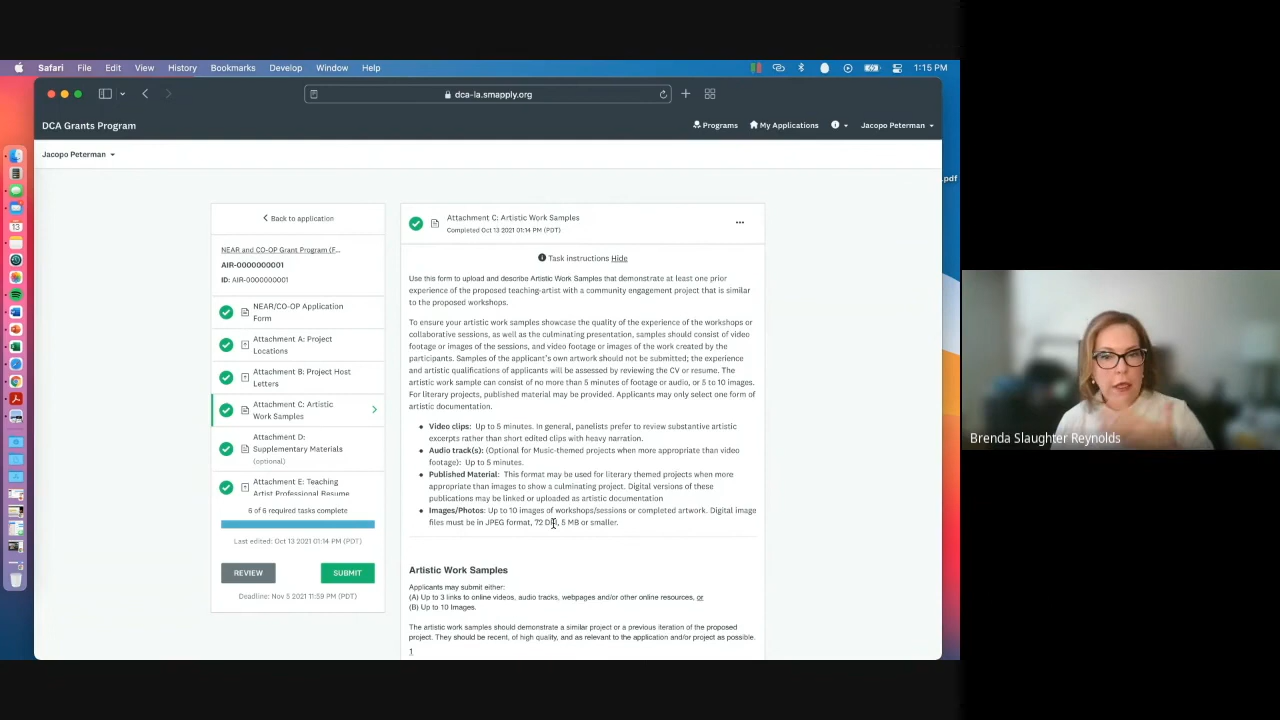 Safari File Edit View History Bookmarks Develop Window Help 1:15 PM
dca-la.smapply.org
DCA Grants Program Programs My Applications Jacopo Peterman
Jacopo Peterman
.pdf
Back to application
NEAR and CO-OP Grant Program (F...
AIR-0000000001
ID: AIR-0000000001
NEAR/CO-OP Application
Form
Attachment A: Project
Locations
Attachment B: Project Host
Letters
Attachment C: Artistic
Work Samples
Attachment D:
Supplementary Materials
(optional)
Attachment E: Teaching
Artist Professional Resume
6 of 6 required tasks complete
Last edited: Oct 13 2021 01:14 PM (PDT)
REVIEW SUBMIT
Deadline: Nov 5 2021 11:59 PM (PDT)
Attachment C: Artistic Work Samples
Completed Oct 13 2021 01:14 PM (PDT)
Task instructions Hide
Use this form to upload and describe Artistic Work Samples that demonstrate at least one prior
experience of the proposed teaching-artist with a community engagement project that is similar
to the proposed workshops.
To ensure your artistic work samples showcase the quality of the experience of the workshops or
collaborative sessions, as well as the culminating presentation, samples should consist of video
footage or images of the sessions, and video footage or images of the work created by the
participants. Samples of the applicant's own artwork should not be submitted; the experience
and artistic qualifications of applicants will be assessed by reviewing the CV or resume. The
artistic work sample can consist of no more than 5 minutes of footage or audio, or 5 to 10 images.
For literary projects, published material may be provided. Applicants may only select one form of
artistic documentation.
Video clips: Up to 5 minutes. In general, panelists prefer to review substantive artistic
excerpts rather than short edited clips with heavy narration.
Audio track(s): (Optional for Music-themed projects when more appropriate than video
footage): Up to 5 minutes.
Published Material: This format may be used for literary themed projects when more
appropriate than images to show a culminating project. Digital versions of these
publications may be linked or uploaded as artistic documentation
Images/Photos: Up to 10 images of workshops/sessions or completed artwork. Digital image
files must be in JPEG format, 72 DPI, 5 MB or smaller.
Artistic Work Samples
Applicants may submit either:
(A) Up to 3 links to online videos, audio tracks, webpages and/or other online resources, or
(B) Up to 10 Images.
The artistic work samples should demonstrate a similar project or a previous iteration of the proposed
project. They should be recent, of high quality, and as relevant to the application and/or project as possible.
1
Brenda Slaughter Reynolds